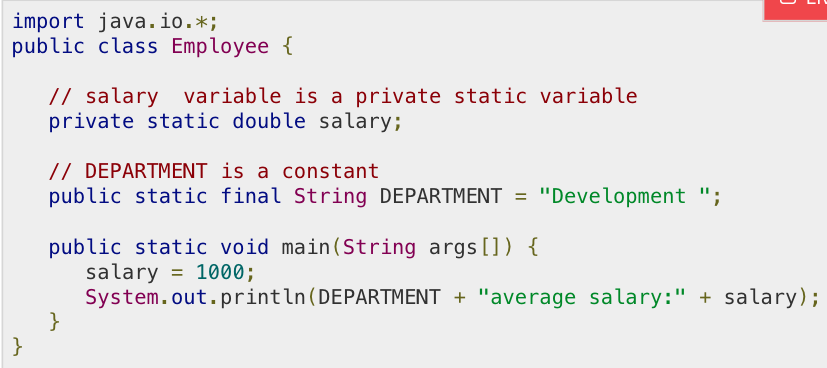 import java.io.*;
public class Employee {
// salary  variable is a private static variable
private static double salary;
// DEPARTMENT is a constant
public static final String DEPARTMENT = "Development ";
public static void main(String args[]) {
salary = 1000;
System.out.println(DEPARTMENT + "average salary:" + salary);
}
}